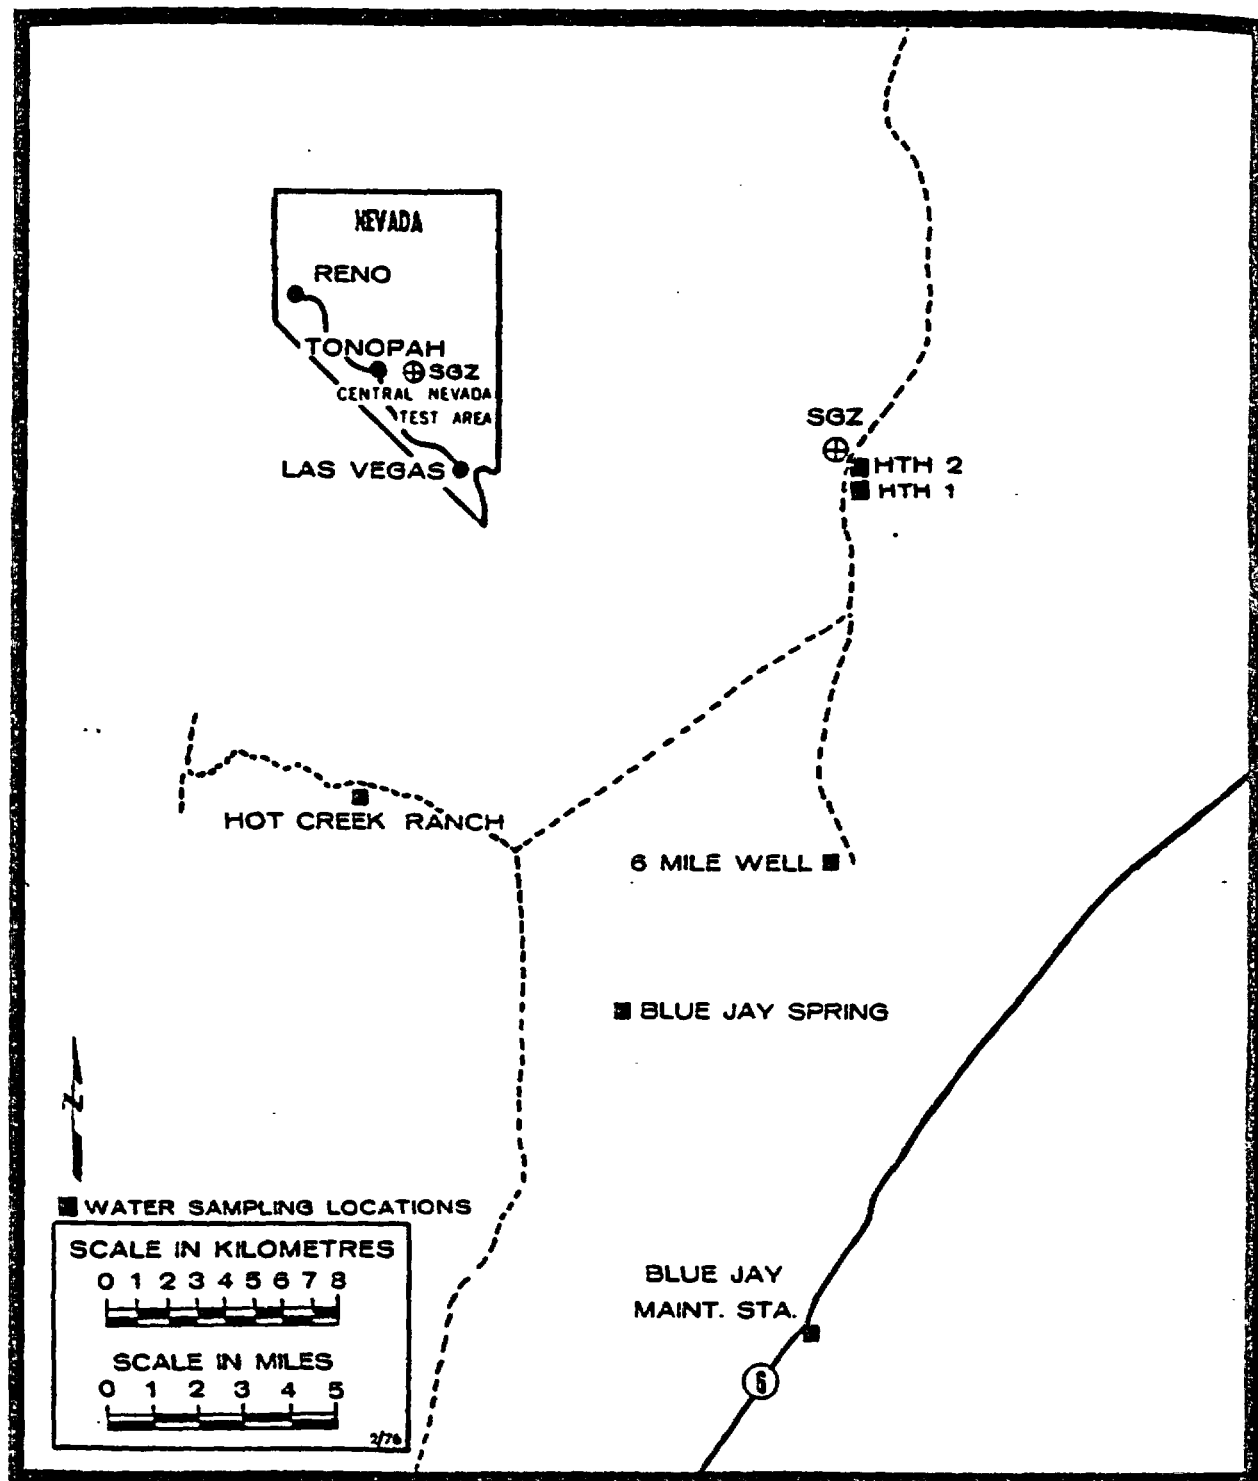 NEVADA
RENO
TONOPAH
SGZ
CENTRAL NEVADA
TEST AREA
LAS VEGAS
SGZ
HTH 2
HTH 1
HOT CREEK RANCH
6 MILE WELL
BLUE JAY SPRING
N
WATER SAMPLING LOCATIONS
SCALE IN KILOMETRES
0 1 2 3 4 5 6 7 8
SCALE IN MILES
0 1 2 3 4 5
2/76
BLUE JAY
MAINT. STA.
6